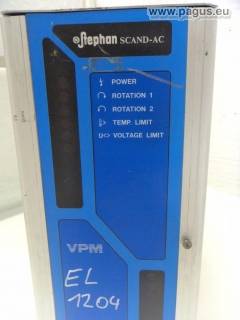 www.pagus.eu
Stephan SCAND-AC
POWER
ROTATION 1
ROTATION 2
TEMP. LIMIT
VOLTAGE LIMIT
VPM
EL
1204